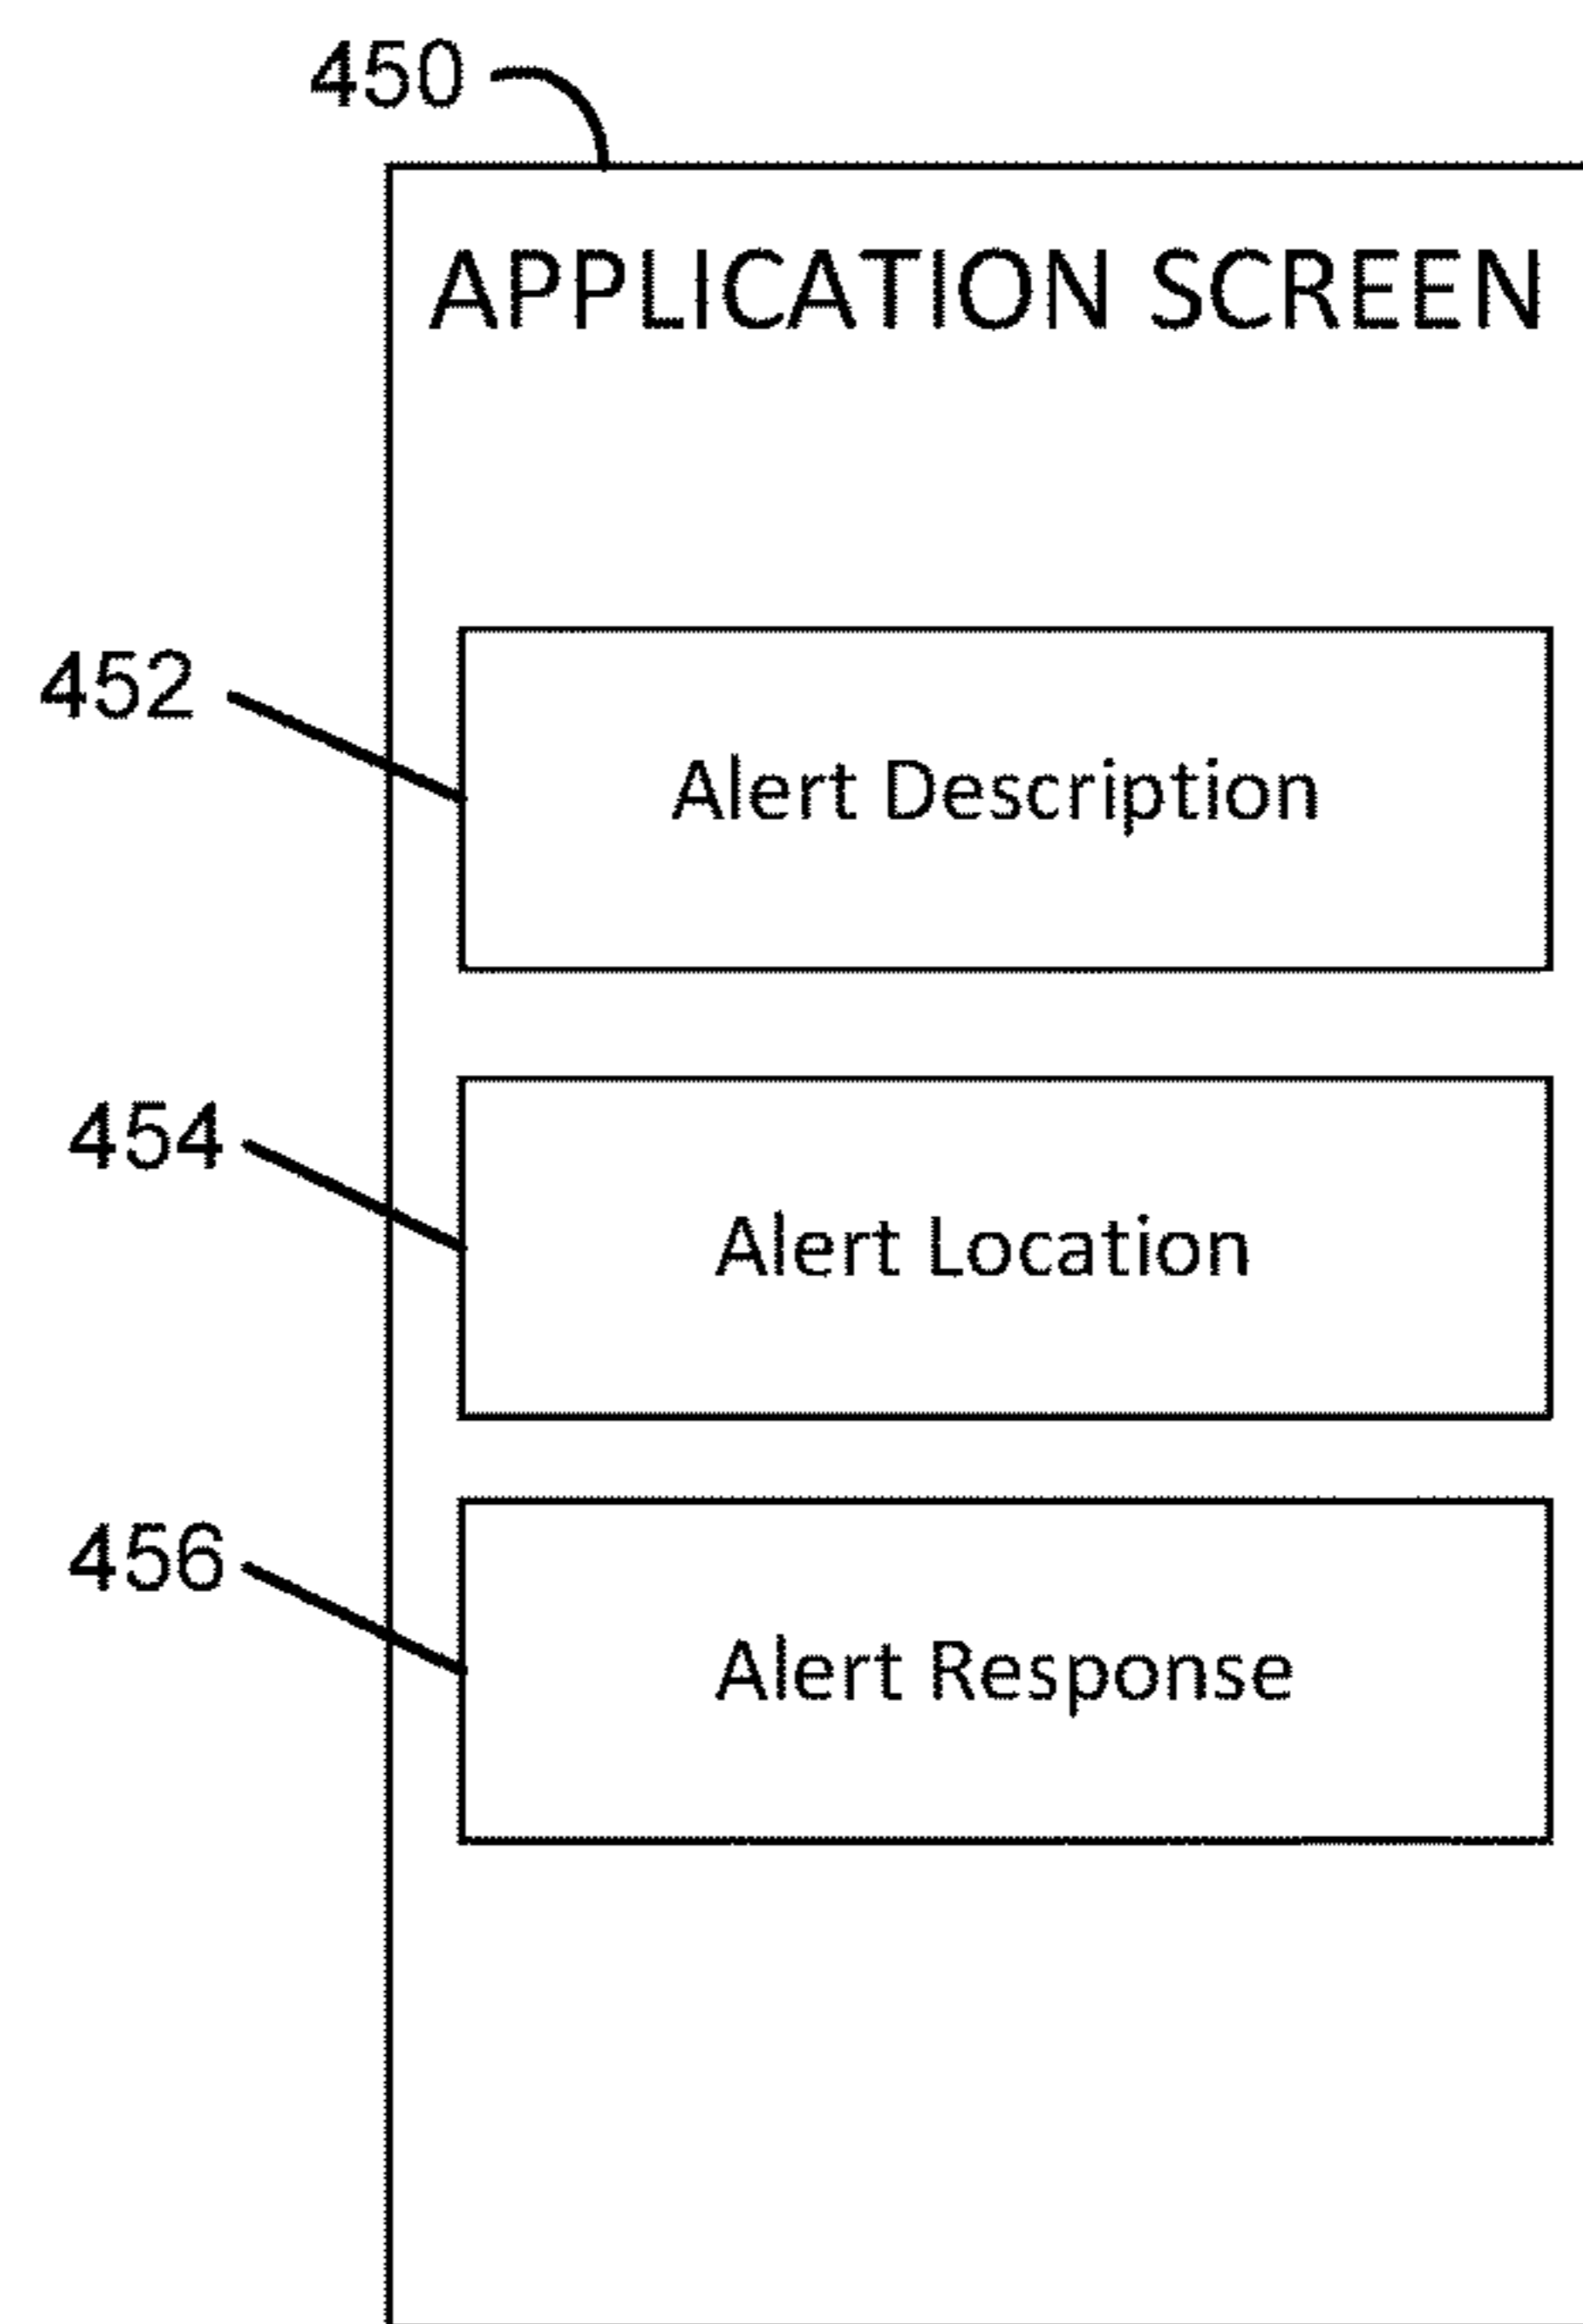 450
APPLICATION SCREEN
452
Alert Description
454
Alert Location
456
Alert Response